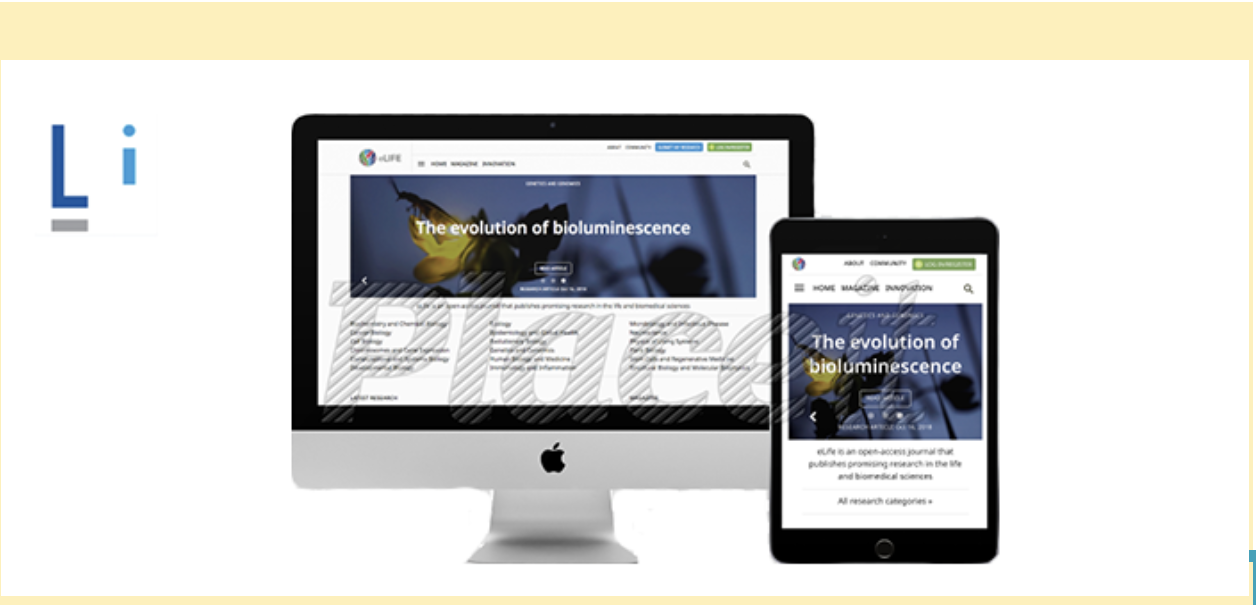 Li
eLIFE
ABOUT COMMUNITY SUBMIT MY RESEARCH LOG IN/REGISTER
HOME MAGAZINE INNOVATION
GENETICS AND GENOMICS
The evolution of bioluminescence
READ ARTICLE
RESEARCH ARTICLE Oct 16, 2018
eLife is an open-access journal that publishes promising research in the life and biomedical sciences
Biochemistry and Chemical Biology
Cancer Biology
Cell Biology
Chromosomes and Gene Expression
Computational and Systems Biology
Developmental Biology
Ecology
Epidemiology and Global Health
Evolutionary Biology
Genetics and Genomics
Human Biology and Medicine
Immunology and Inflammation
Microbiology and Infectious Disease
Neuroscience
Physics of Living Systems
Plant Biology
Stem Cells and Regenerative Medicine
Structural Biology and Molecular Biophysics
LATEST RESEARCH
MAGAZINE
Placeit
ABOUT COMMUNITY LOG IN/REGISTER
HOME MAGAZINE INNOVATION
GENETICS AND GENOMICS
The evolution of
bioluminescence
READ ARTICLE
RESEARCH ARTICLE Oct 16, 2018
eLife is an open-access journal that
publishes promising research in the life
and biomedical sciences
All research categories »